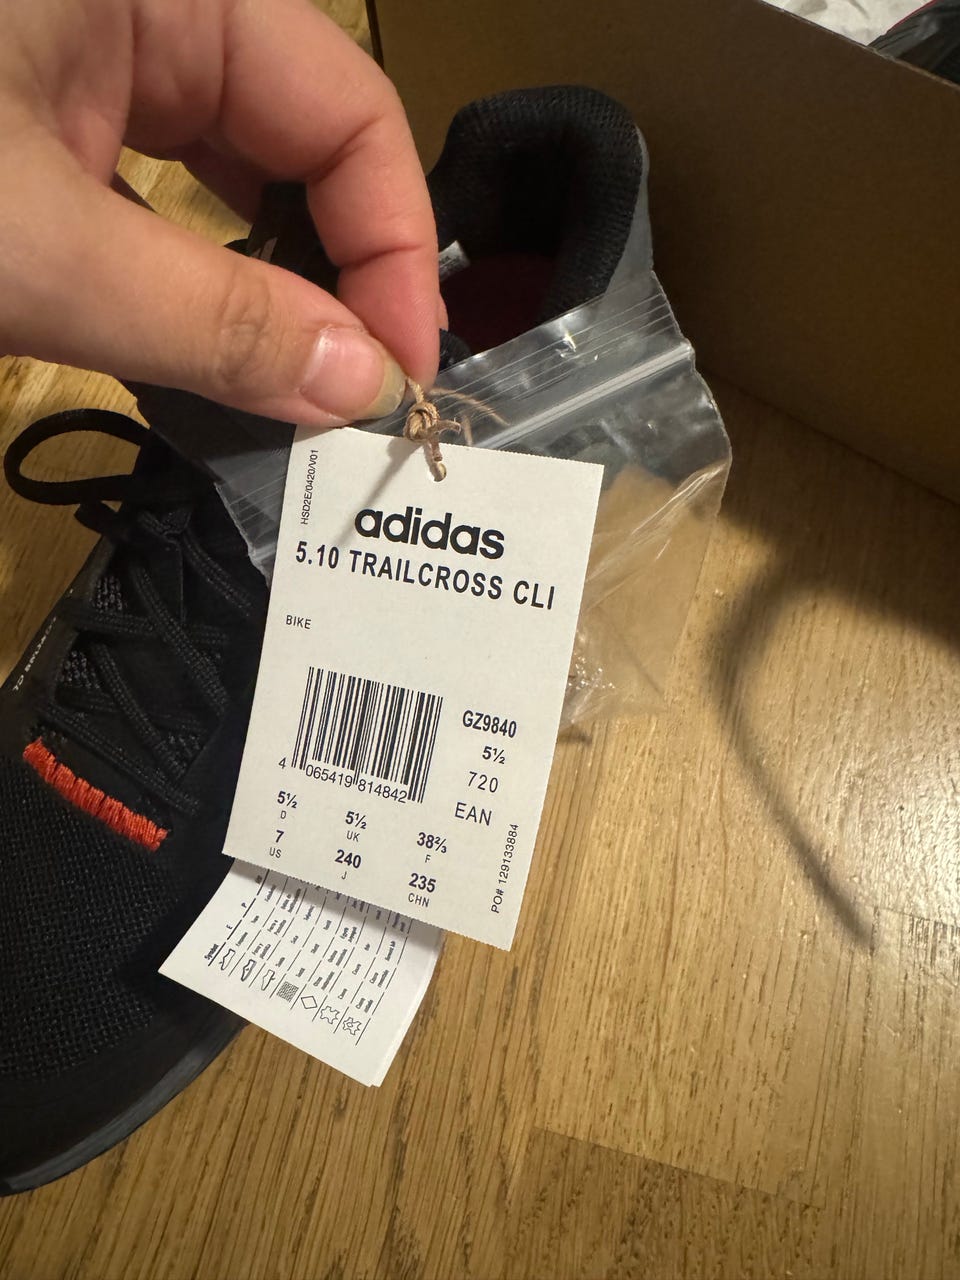 HSD2E/0420/V01
adidas
5.10 TRAILCROSS CLI
BIKE
GZ9840
5½
720
EAN
4 065419 814842
5½ 5½ 38⅔
D UK F
7 240 235
US J CHN
PO# 129133884